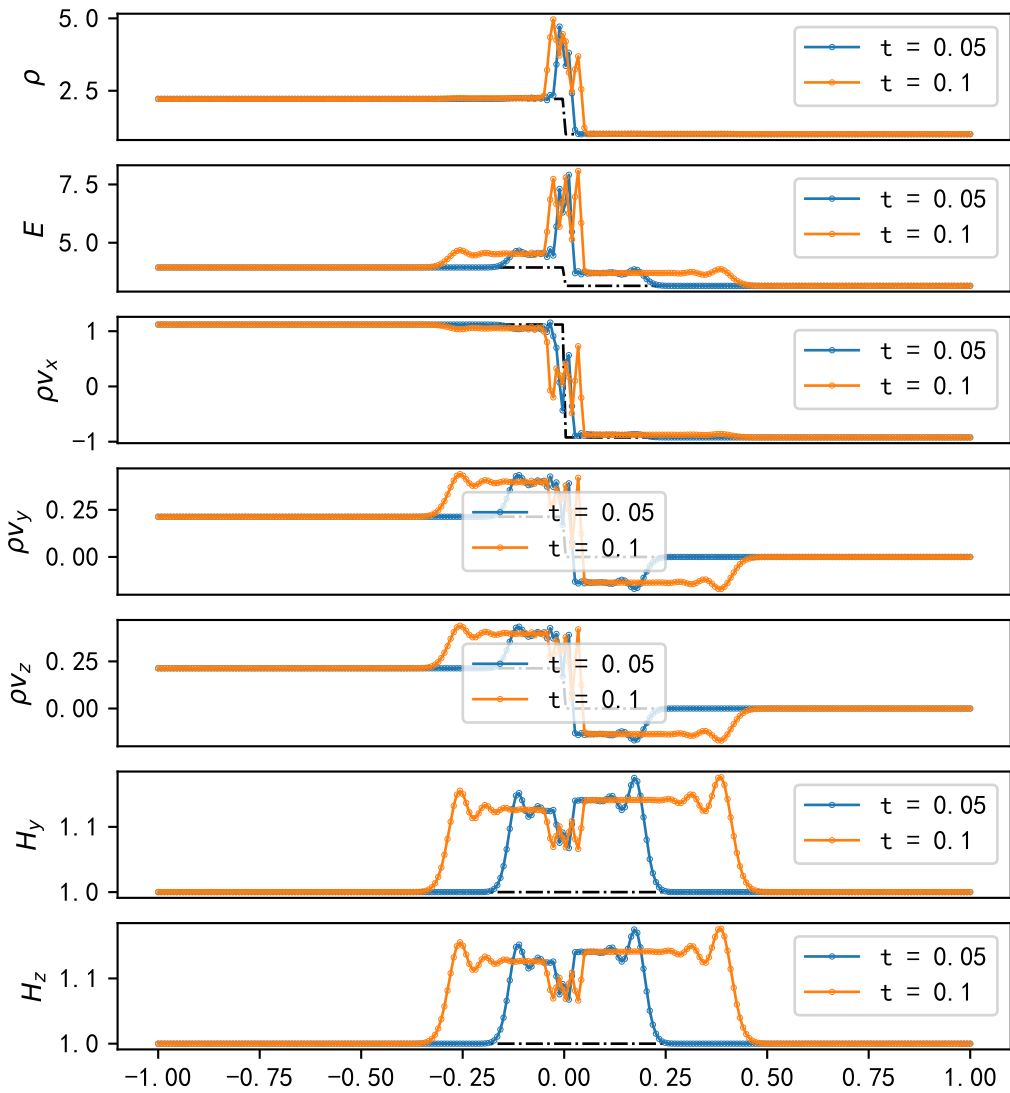 ρ
5.0
2.5
t = 0.05
t = 0.1
E
7.5
5.0
t = 0.05
t = 0.1
ρvₓ
1
0
−1
t = 0.05
t = 0.1
ρv_y
0.25
0.00
t = 0.05
t = 0.1
ρv_z
0.25
0.00
t = 0.05
t = 0.1
H_y
1.1
1.0
t = 0.05
t = 0.1
H_z
1.1
1.0
t = 0.05
t = 0.1
−1.00 −0.75 −0.50 −0.25 0.00 0.25 0.50 0.75 1.00